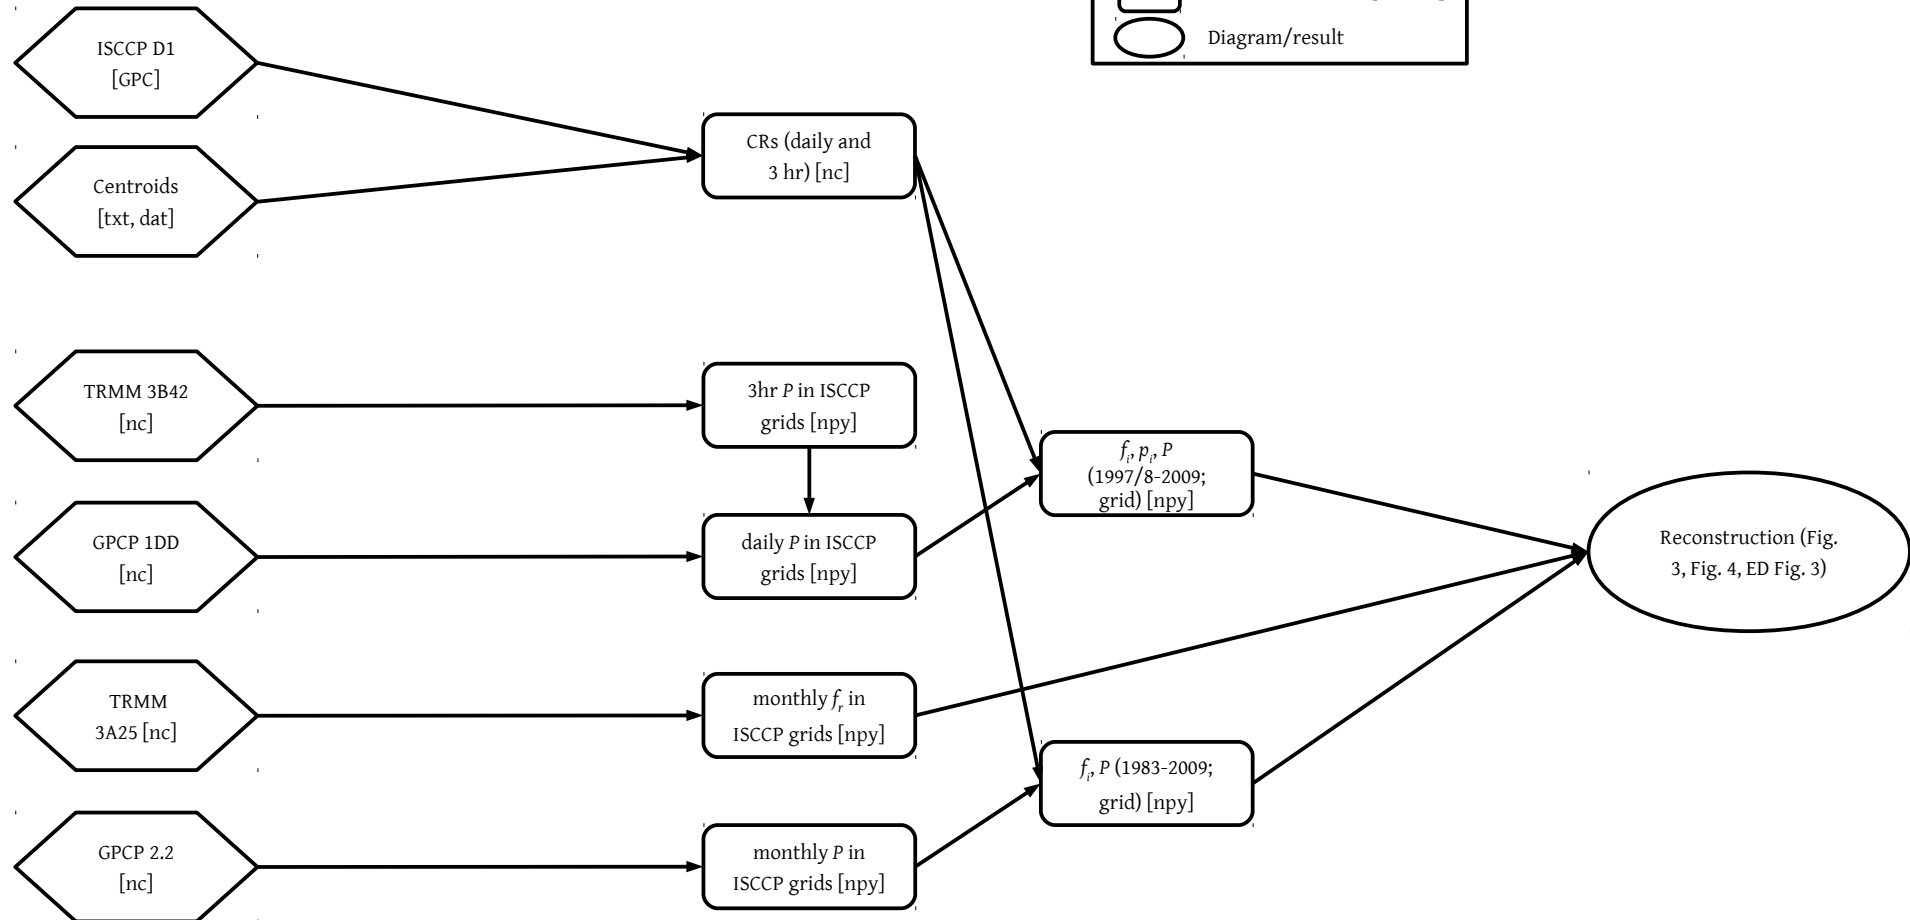 Diagram/result
ISCCP D1
[GPC]
Centroids
[txt, dat]
CRs (daily and
3 hr) [nc]
TRMM 3B42
[nc]
3hr P in ISCCP
grids [npy]
GPCP 1DD
[nc]
daily P in ISCCP
grids [npy]
fi, pi, P
(1997/8-2009;
grid) [npy]
Reconstruction (Fig.
3, Fig. 4, ED Fig. 3)
TRMM
3A25 [nc]
monthly fr in
ISCCP grids [npy]
fi, P (1983-2009;
grid) [npy]
GPCP 2.2
[nc]
monthly P in
ISCCP grids [npy]